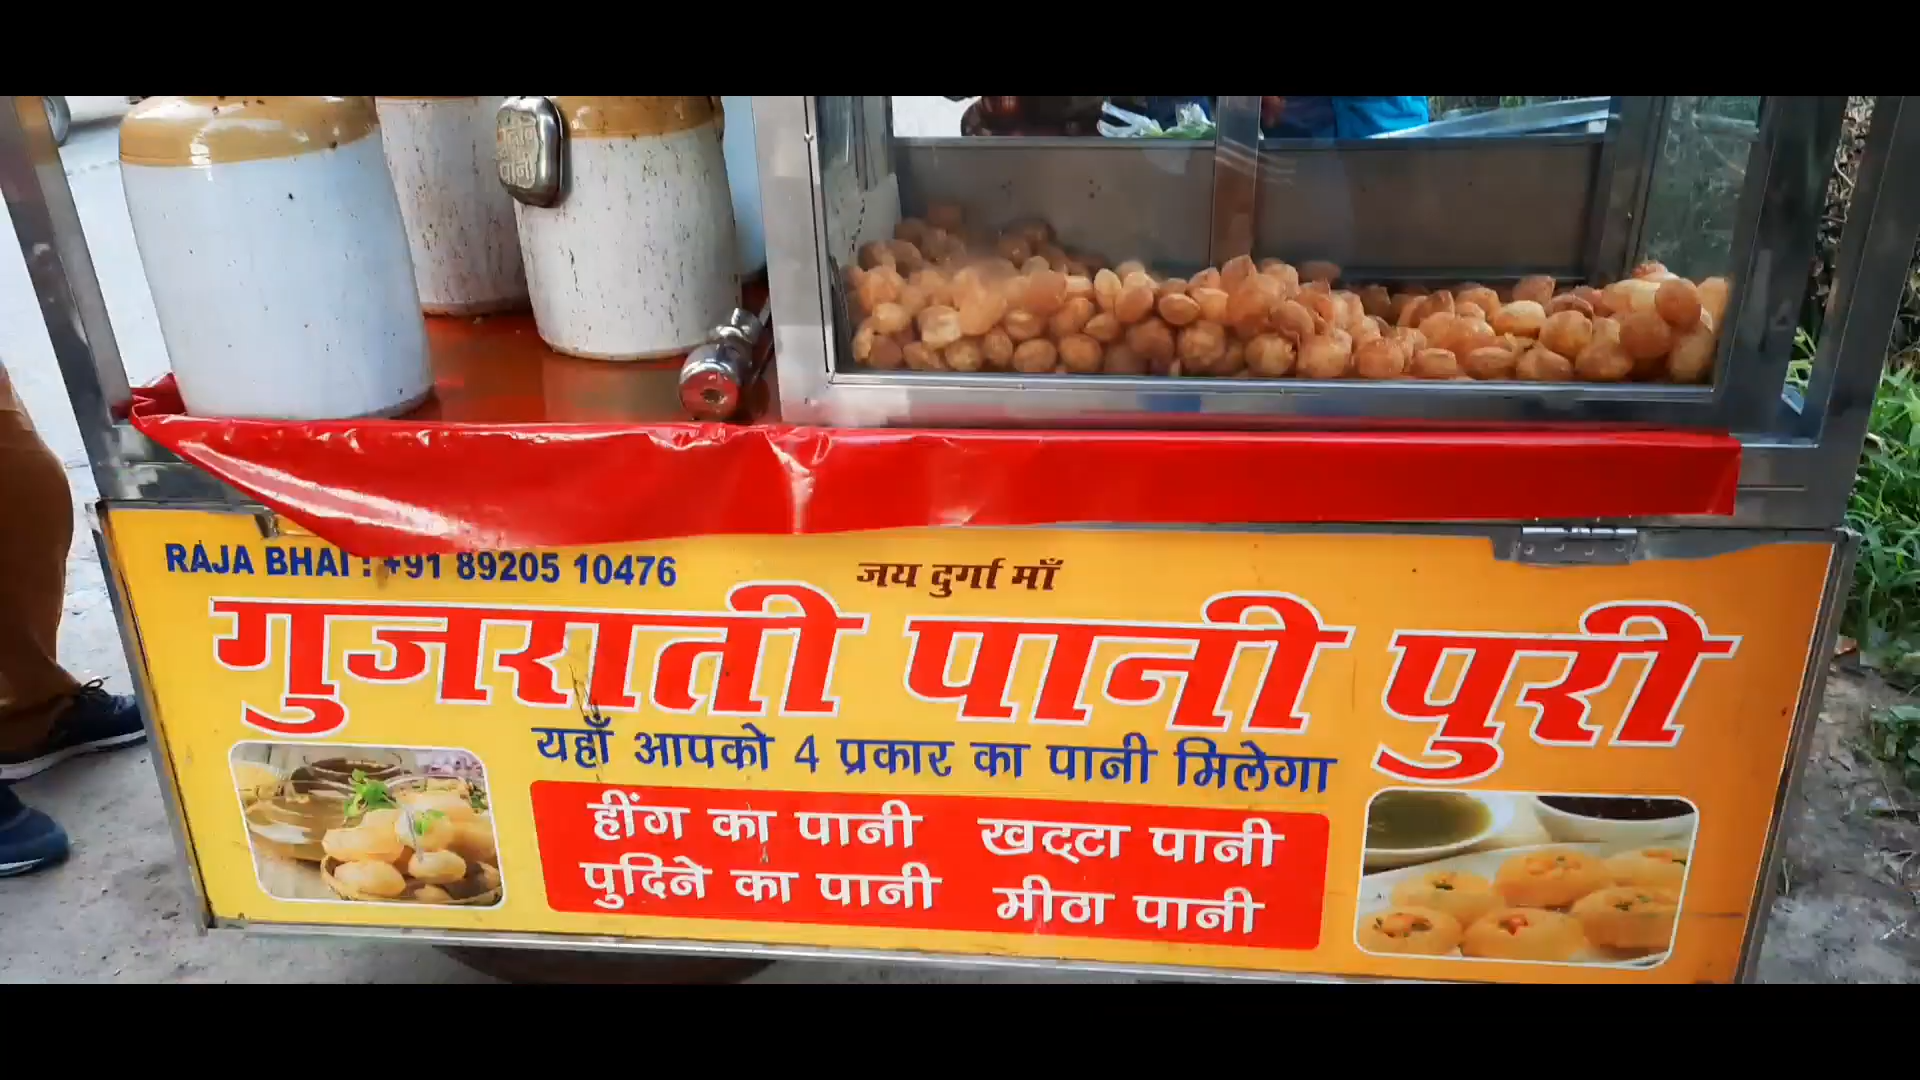 RAJA BHAI : +91 89205 10476
जय दुर्गा माँ
गुजराती पानी पुरी
यहाँ आपको 4 प्रकार का पानी मिलेगा
हींग का पानी खट्टा पानी
पुदिने का पानी मीठा पानी